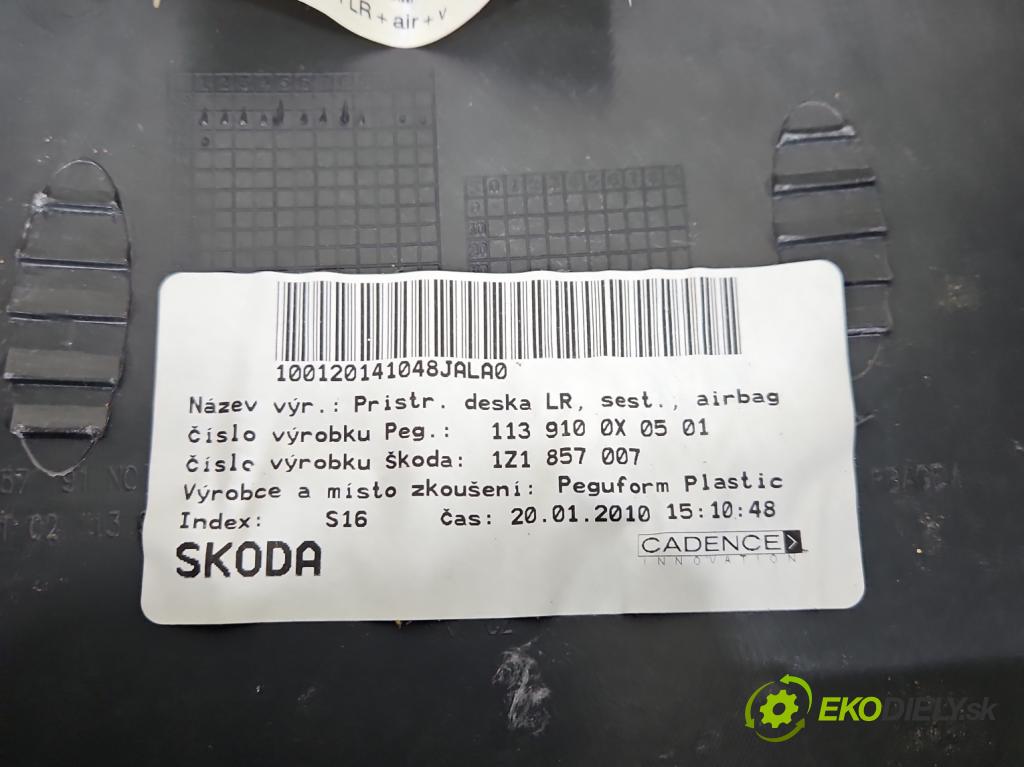 LR + air + v
100120141048JALA0
Název výr.: Pristr. deska LR, sest., airbag
číslo výrobku Peg.: 113 910 0X 05 01
číslo výrobku škoda: 1Z1 857 007
Výrobce a místo zkoušení: Peguform Plastic
Index: S16 čas: 20.01.2010 15:10:48
SKODA
CADENCE
INNOVATION
EKODIELY.sk